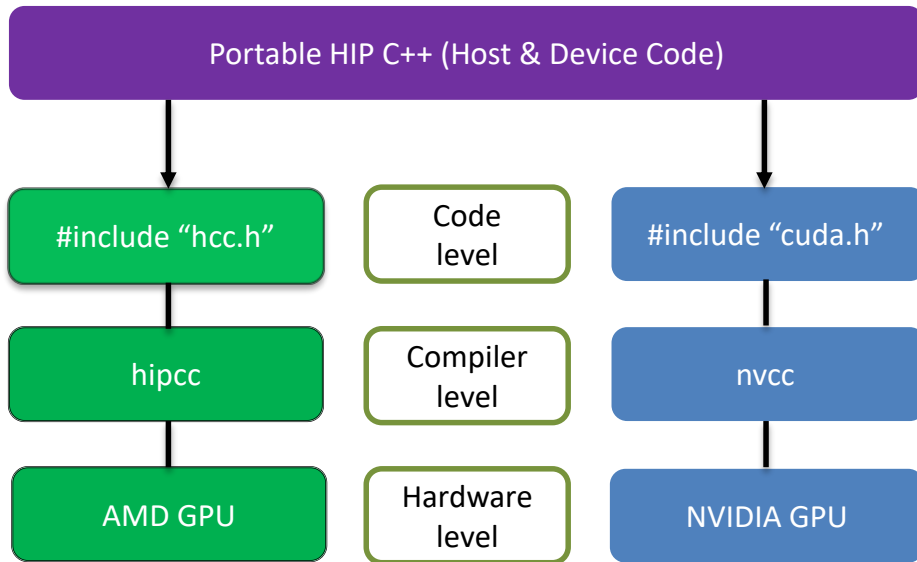 Portable HIP C++ (Host & Device Code)
#include “hcc.h”
Code
level
#include “cuda.h”
hipcc
Compiler
level
nvcc
AMD GPU
Hardware
level
NVIDIA GPU